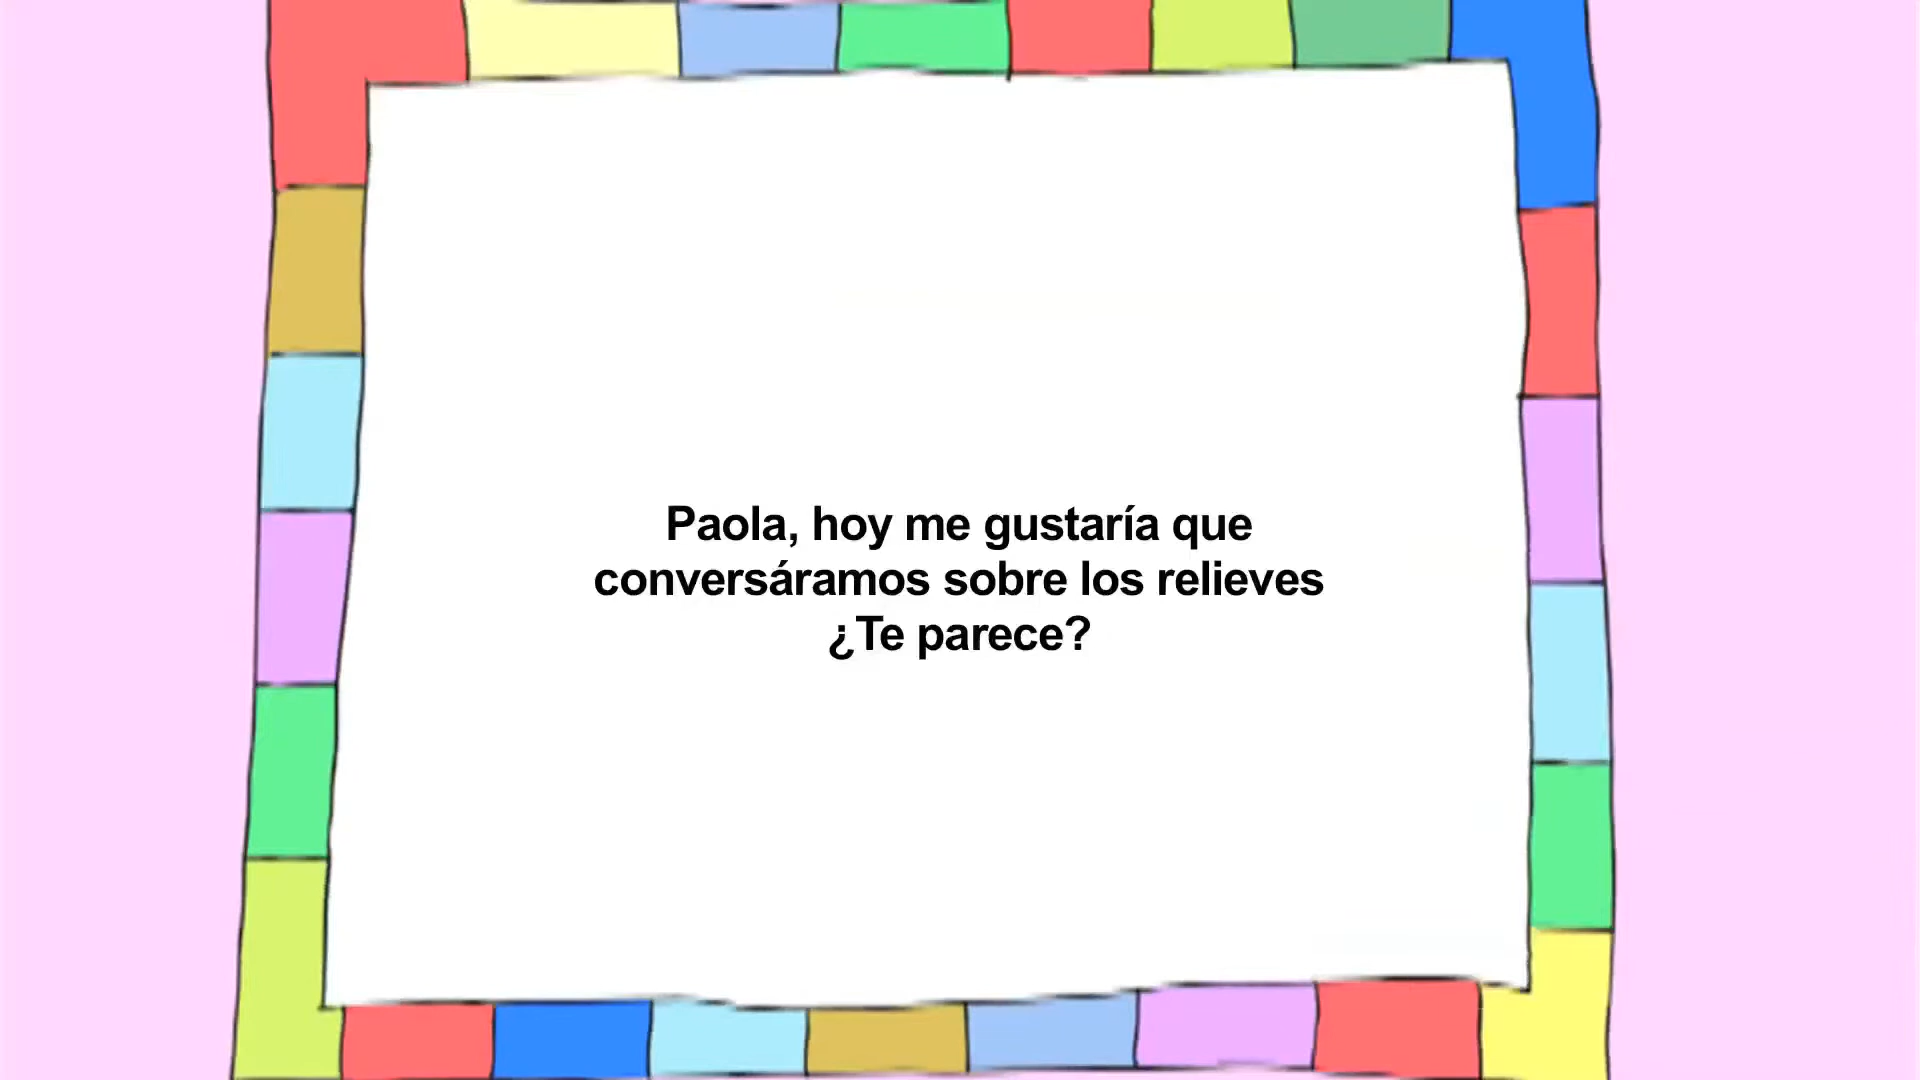 Paola, hoy me gustaría que
conversáramos sobre los relieves
¿Te parece?